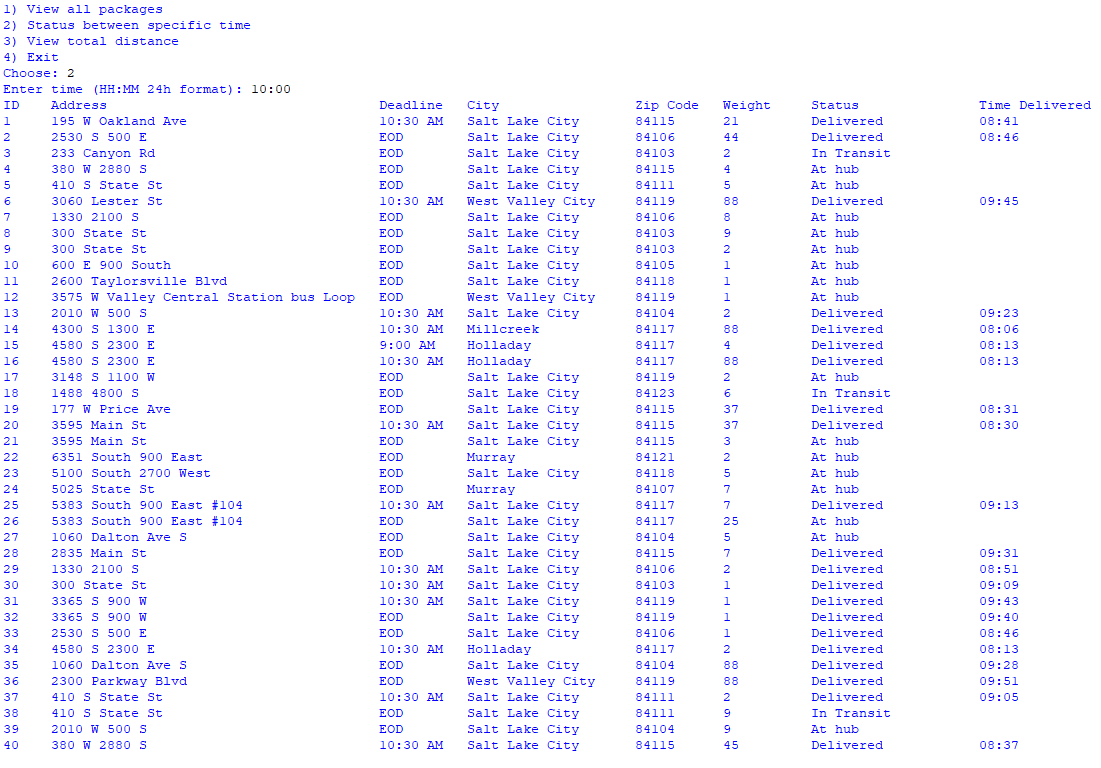 1) View all packages
2) Status between specific time
3) View total distance
4) Exit
Choose: 2
Enter time (HH:MM 24h format): 10:00
ID Address Deadline City Zip Code Weight Status Time Delivered
1 195 W Oakland Ave 10:30 AM Salt Lake City 84115 21 Delivered 08:41
2 2530 S 500 E EOD Salt Lake City 84106 44 Delivered 08:46
3 233 Canyon Rd EOD Salt Lake City 84103 2 In Transit
4 380 W 2880 S EOD Salt Lake City 84115 4 At hub
5 410 S State St EOD Salt Lake City 84111 5 At hub
6 3060 Lester St 10:30 AM West Valley City 84119 88 Delivered 09:45
7 1330 2100 S EOD Salt Lake City 84106 8 At hub
8 300 State St EOD Salt Lake City 84103 9 At hub
9 300 State St EOD Salt Lake City 84103 2 At hub
10 600 E 900 South EOD Salt Lake City 84105 1 At hub
11 2600 Taylorsville Blvd EOD Salt Lake City 84118 1 At hub
12 3575 W Valley Central Station bus Loop EOD West Valley City 84119 1 At hub
13 2010 W 500 S 10:30 AM Salt Lake City 84104 2 Delivered 09:23
14 4300 S 1300 E 10:30 AM Millcreek 84117 88 Delivered 08:06
15 4580 S 2300 E 9:00 AM Holladay 84117 4 Delivered 08:13
16 4580 S 2300 E 10:30 AM Holladay 84117 88 Delivered 08:13
17 3148 S 1100 W EOD Salt Lake City 84119 2 At hub
18 1488 4800 S EOD Salt Lake City 84123 6 In Transit
19 177 W Price Ave EOD Salt Lake City 84115 37 Delivered 08:31
20 3595 Main St 10:30 AM Salt Lake City 84115 37 Delivered 08:30
21 3595 Main St EOD Salt Lake City 84115 3 At hub
22 6351 South 900 East EOD Murray 84121 2 At hub
23 5100 South 2700 West EOD Salt Lake City 84118 5 At hub
24 5025 State St EOD Murray 84107 7 At hub
25 5383 South 900 East #104 10:30 AM Salt Lake City 84117 7 Delivered 09:13
26 5383 South 900 East #104 EOD Salt Lake City 84117 25 At hub
27 1060 Dalton Ave S EOD Salt Lake City 84104 5 At hub
28 2835 Main St EOD Salt Lake City 84115 7 Delivered 09:31
29 1330 2100 S 10:30 AM Salt Lake City 84106 2 Delivered 08:51
30 300 State St 10:30 AM Salt Lake City 84103 1 Delivered 09:09
31 3365 S 900 W 10:30 AM Salt Lake City 84119 1 Delivered 09:43
32 3365 S 900 W EOD Salt Lake City 84119 1 Delivered 09:40
33 2530 S 500 E EOD Salt Lake City 84106 1 Delivered 08:46
34 4580 S 2300 E 10:30 AM Holladay 84117 2 Delivered 08:13
35 1060 Dalton Ave S EOD Salt Lake City 84104 88 Delivered 09:28
36 2300 Parkway Blvd EOD West Valley City 84119 88 Delivered 09:51
37 410 S State St 10:30 AM Salt Lake City 84111 2 Delivered 09:05
38 410 S State St EOD Salt Lake City 84111 9 In Transit
39 2010 W 500 S EOD Salt Lake City 84104 9 At hub
40 380 W 2880 S 10:30 AM Salt Lake City 84115 45 Delivered 08:37